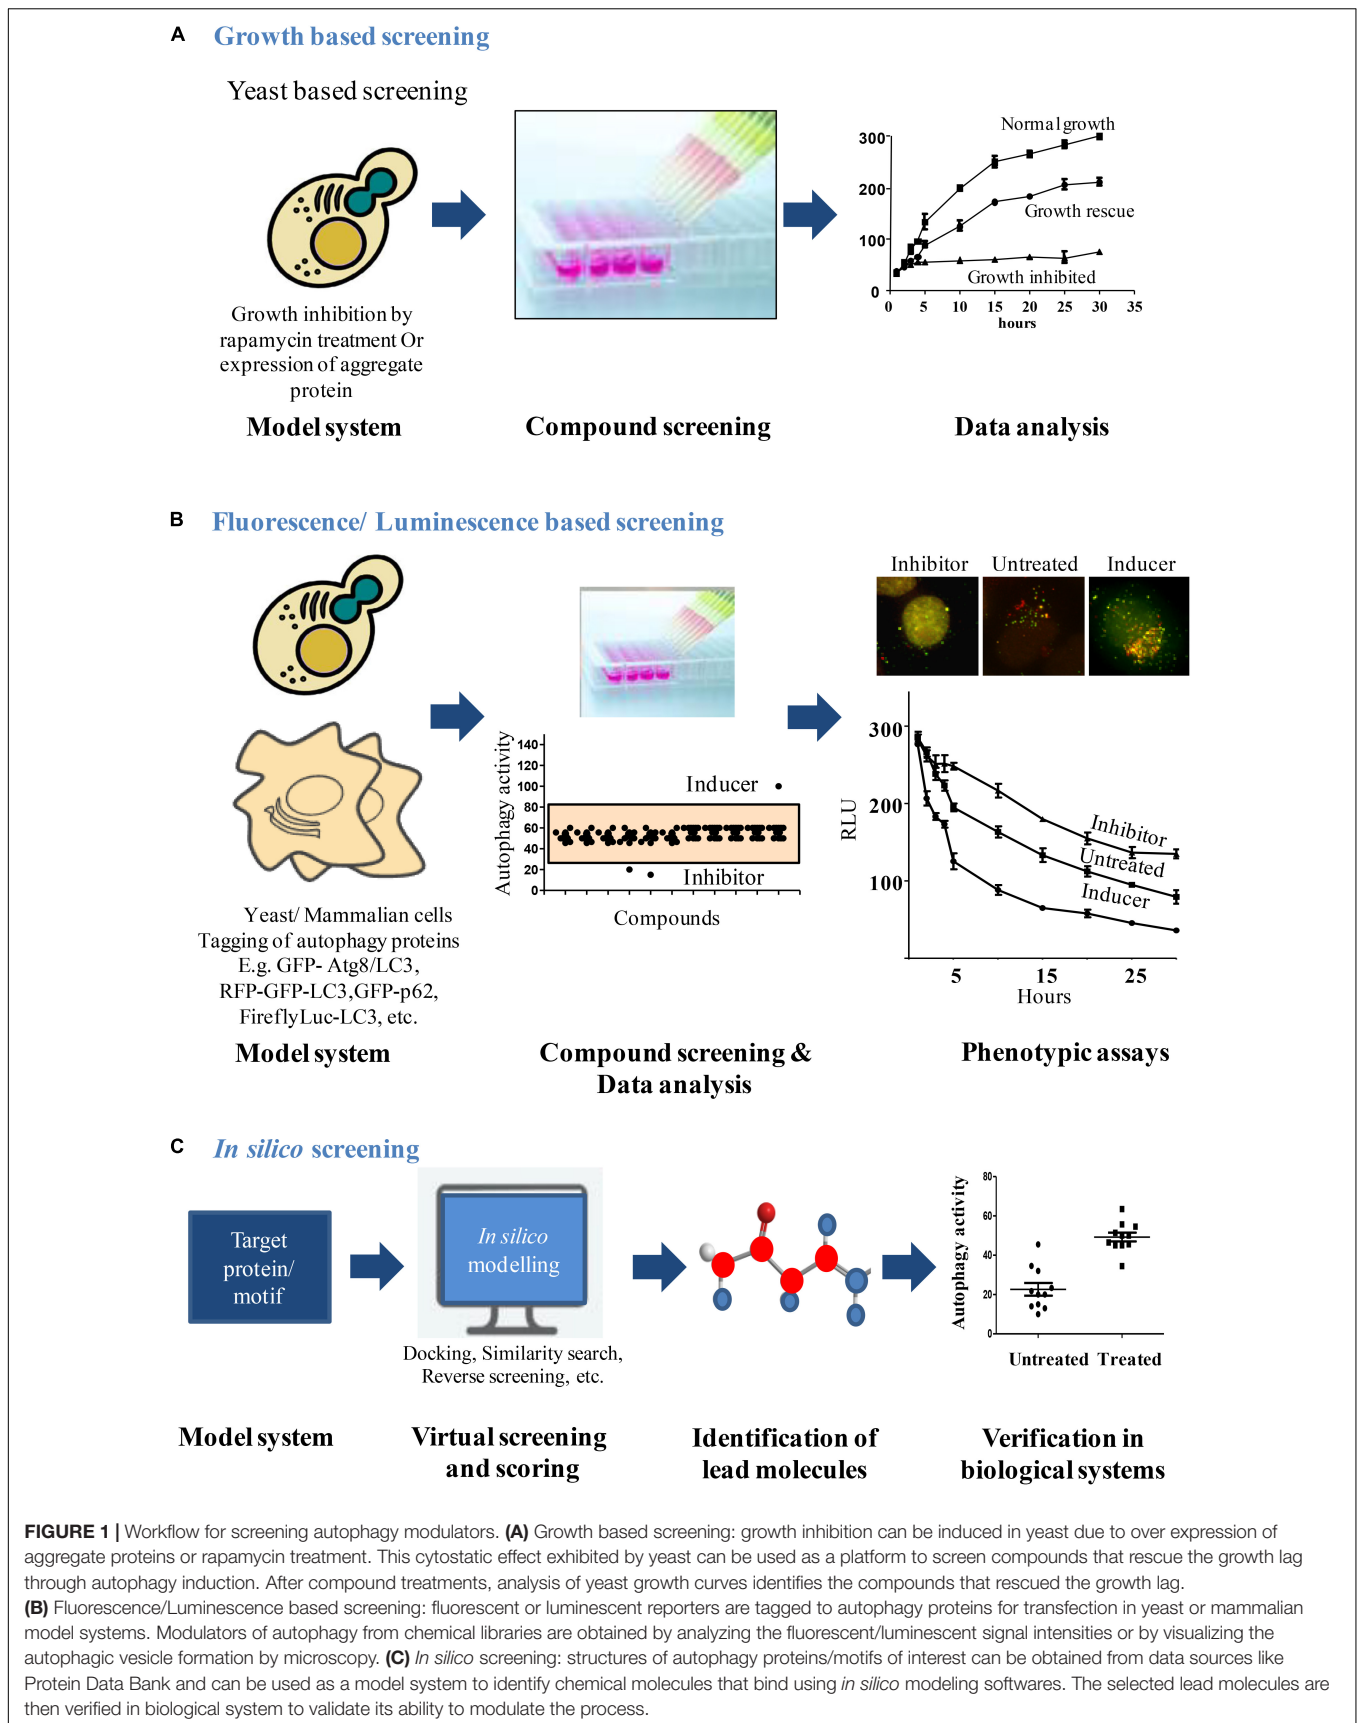 A Growth based screening
Yeast based screening
Growth inhibition by
rapamycin treatment Or
expression of aggregate
protein
Model system
Compound screening
300
200
100
0
Normal growth
Growth rescue
Growth inhibited
0 5 10 15 20 25 30 35
hours
Data analysis
B Fluorescence/ Luminescence based screening
Yeast/ Mammalian cells
Tagging of autophagy proteins
E.g. GFP- Atg8/LC3,
RFP-GFP-LC3,GFP-p62,
FireflyLuc-LC3, etc.
Model system
Autophagy activity
140
120
100
80
60
40
20
0
Inducer
Inhibitor
Compounds
Compound screening &
Data analysis
Inhibitor Untreated Inducer
RLU
300
200
100
Inhibitor
Untreated
Inducer
5 15 25
Hours
Phenotypic assays
C In silico screening
Target
protein/
motif
Model system
In silico
modelling
Docking, Similarity search,
Reverse screening, etc.
Virtual screening
and scoring
Identification of
lead molecules
Autophagy activity
80
60
40
20
0
Untreated Treated
Verification in
biological systems
FIGURE 1 | Workflow for screening autophagy modulators. (A) Growth based screening: growth inhibition can be induced in yeast due to over expression of
aggregate proteins or rapamycin treatment. This cytostatic effect exhibited by yeast can be used as a platform to screen compounds that rescue the growth lag
through autophagy induction. After compound treatments, analysis of yeast growth curves identifies the compounds that rescued the growth lag.
(B) Fluorescence/Luminescence based screening: fluorescent or luminescent reporters are tagged to autophagy proteins for transfection in yeast or mammalian
model systems. Modulators of autophagy from chemical libraries are obtained by analyzing the fluorescent/luminescent signal intensities or by visualizing the
autophagic vesicle formation by microscopy. (C) In silico screening: structures of autophagy proteins/motifs of interest can be obtained from data sources like
Protein Data Bank and can be used as a model system to identify chemical molecules that bind using in silico modeling softwares. The selected lead molecules are
then verified in biological system to validate its ability to modulate the process.